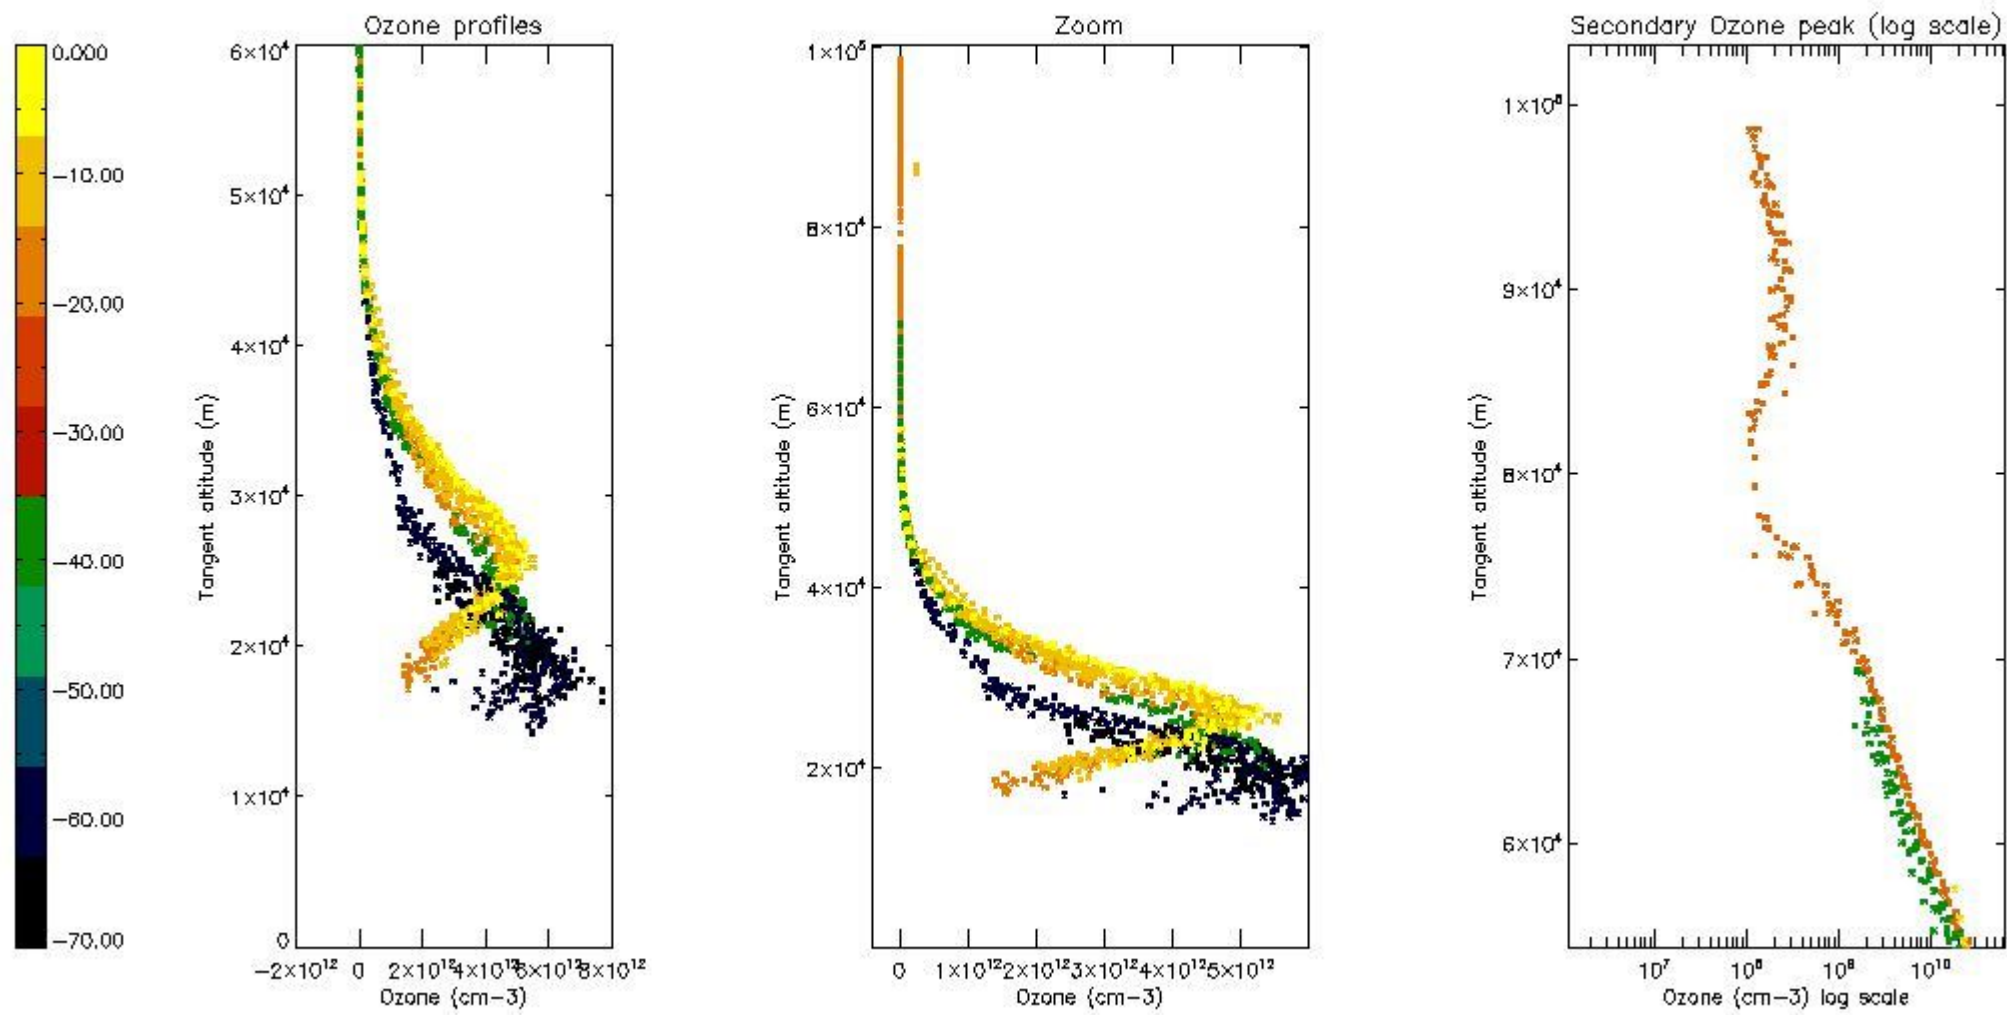 Ozone profiles
Zoom
Secondary Ozone peak (log scale)
0.000
−10.00
−20.00
−30.00
−40.00
−50.00
−60.00
−70.00
6×10⁴
5×10⁴
4×10⁴
3×10⁴
2×10⁴
1×10⁴
0
Tangent altitude (m)
−2×10¹² 0 2×10¹² 4×10¹² 6×10¹² 8×10¹²
Ozone (cm−3)
1×10⁵
8×10⁴
6×10⁴
4×10⁴
2×10⁴
Tangent altitude (m)
0 1×10¹² 2×10¹² 3×10¹² 4×10¹² 5×10¹²
Ozone (cm−3)
1×10⁵
9×10⁴
8×10⁴
7×10⁴
6×10⁴
Tangent altitude (m)
10⁷ 10⁸ 10⁹ 10¹⁰
Ozone (cm−3) log scale